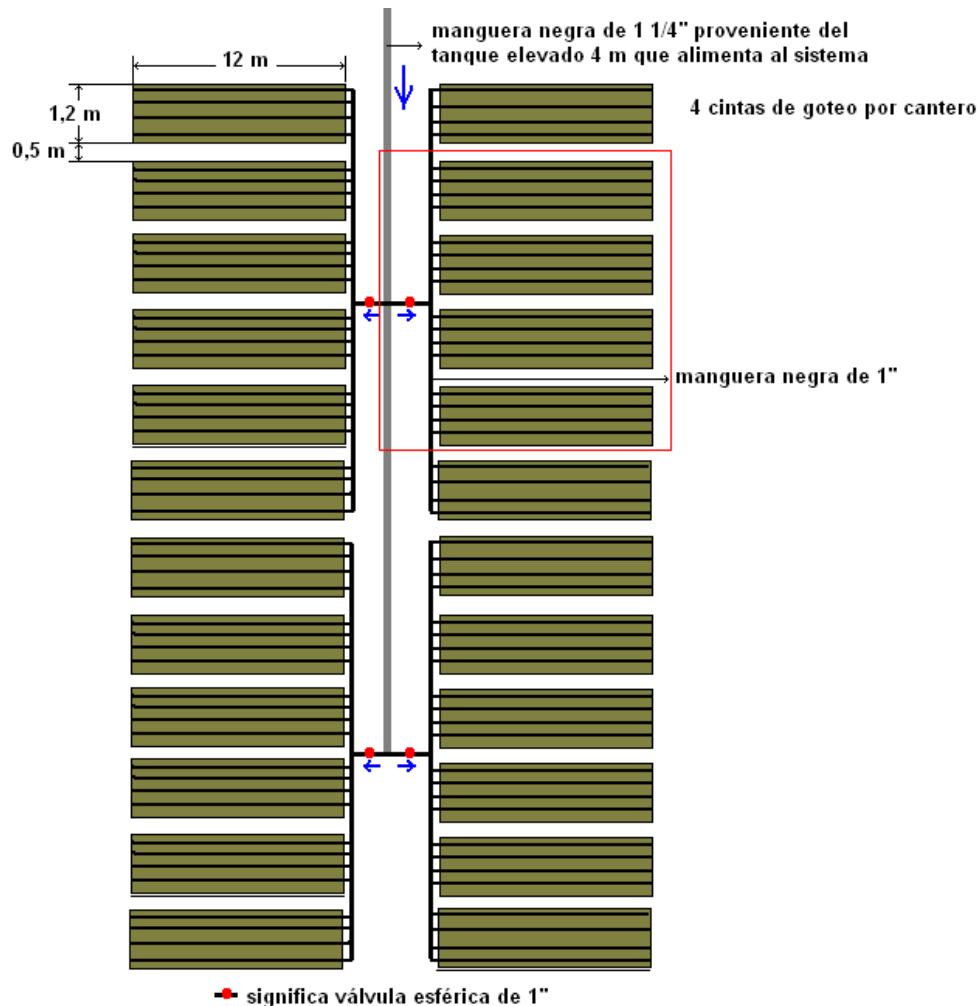 manguera negra de 1 1/4" proveniente del
tanque elevado 4 m que alimenta al sistema
12 m
1,2 m
4 cintas de goteo por cantero
0,5 m
manguera negra de 1"
significa válvula esférica de 1"